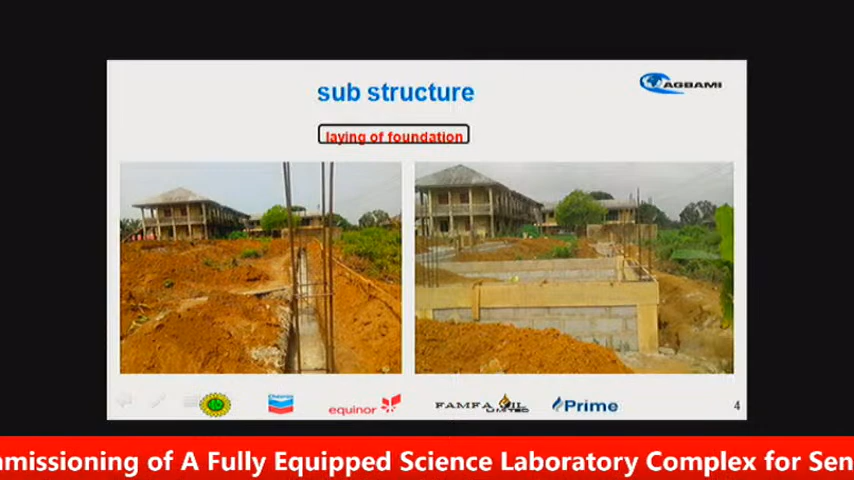 sub structure
AGBAMI
laying of foundation
Chevron
equinor
FAMFA OIL
LIMITED
Prime
4
mmissioning of A Fully Equipped Science Laboratory Complex for Sen